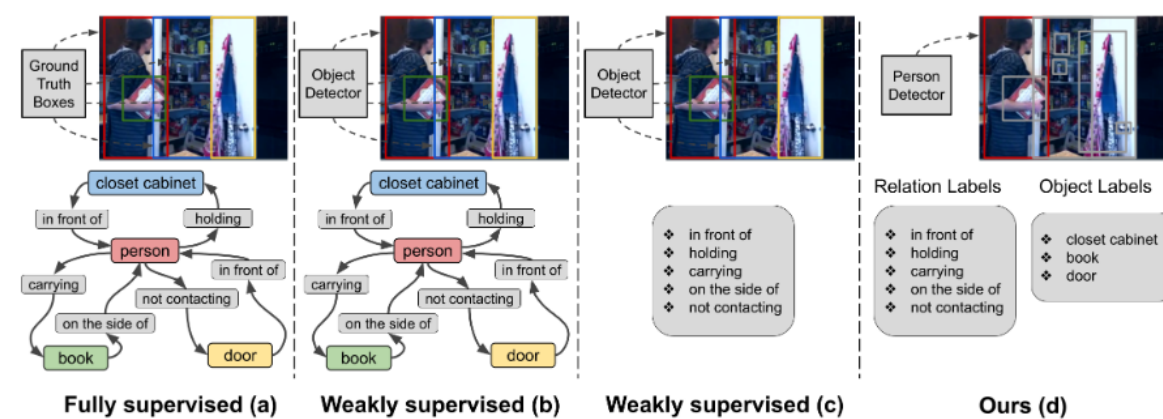 Ground
Truth
Boxes
closet cabinet
in front of
holding
person
carrying
in front of
not contacting
on the side of
book
door
Fully supervised (a)
Object
Detector
closet cabinet
in front of
holding
person
carrying
in front of
not contacting
on the side of
book
door
Weakly supervised (b)
Object
Detector
❖ in front of
❖ holding
❖ carrying
❖ on the side of
❖ not contacting
Weakly supervised (c)
Person
Detector
Relation Labels
❖ in front of
❖ holding
❖ carrying
❖ on the side of
❖ not contacting
Object Labels
❖ closet cabinet
❖ book
❖ door
Ours (d)